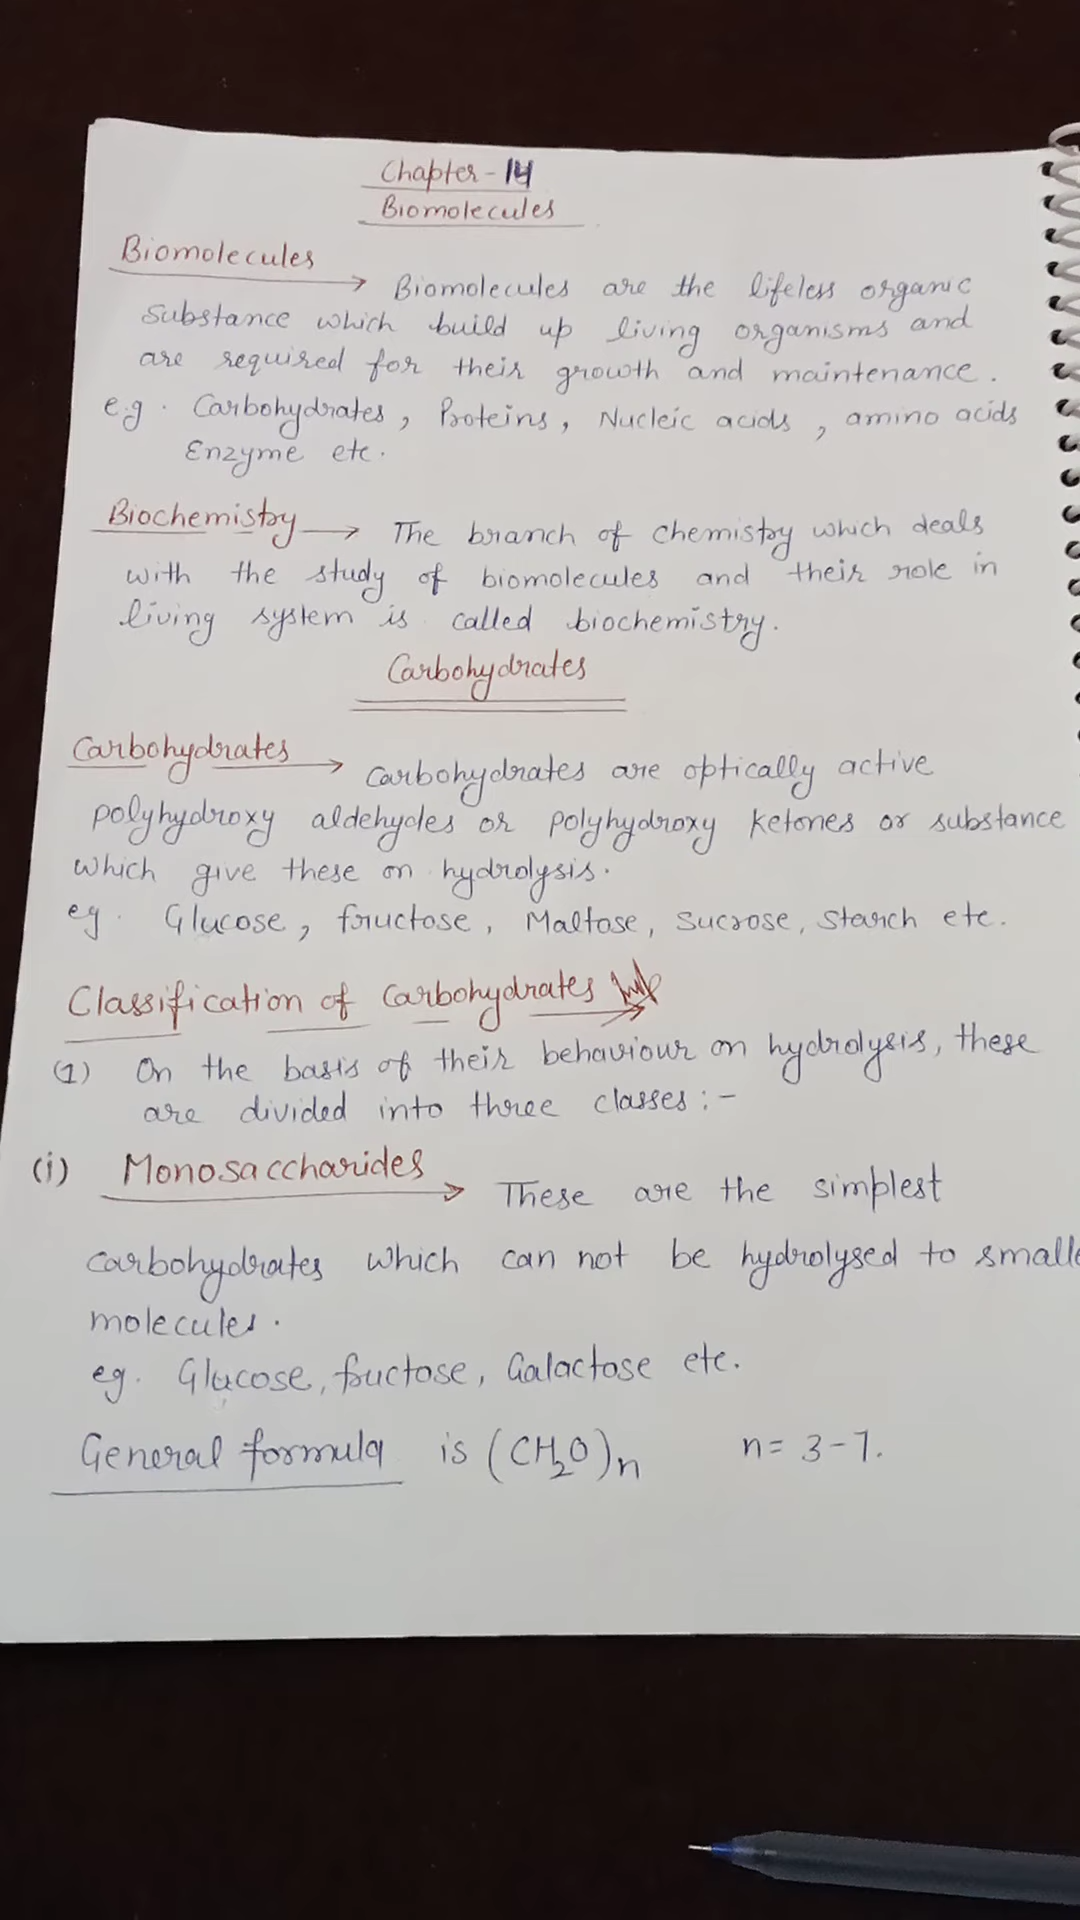 Chapter-14
Biomolecules
Biomolecules
→ Biomolecules are the lifeless organic
substance which build up living organisms and
are required for their growth and maintenance.
e.g. Carbohydrates, Proteins, Nucleic acids, amino acids
Enzyme etc.
Biochemistry → The branch of chemistry which deals
with the study of biomolecules and their role in
living system is called biochemistry.
Carbohydrates
Carbohydrates → Carbohydrates are optically active
polyhydroxy aldehydes or polyhydroxy ketones or substance
which give these on hydrolysis.
eg. Glucose, fructose, Maltose, Sucrose, Starch etc.
Classification of Carbohydrates Imp →
(1) On the basis of their behaviour on hydrolysis, these
are divided into three classes:-
(i) Monosaccharides → These are the simplest
carbohydrates which can not be hydrolysed to
molecules.
eg. Glucose, fructose, Galactose etc.
General formula is (CH₂O)n n= 3-7.